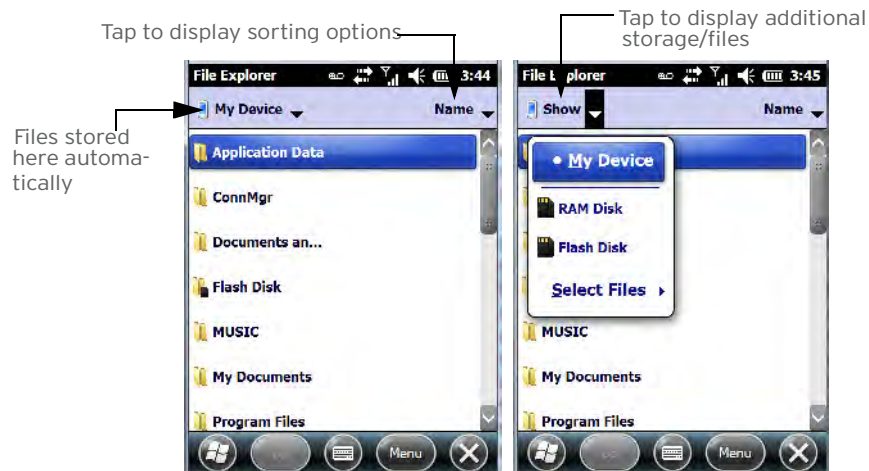 Tap to display sorting options
Tap to display additional
storage/files
Files stored
here automa-
tically
File Explorer 3:44
My Device Name
Application Data
ConnMgr
Documents an...
Flash Disk
MUSIC
My Documents
Program Files
Menu
File E plorer 3:45
Show Name
My Device
RAM Disk
Flash Disk
Select Files
MUSIC
My Documents
Program Files
Menu